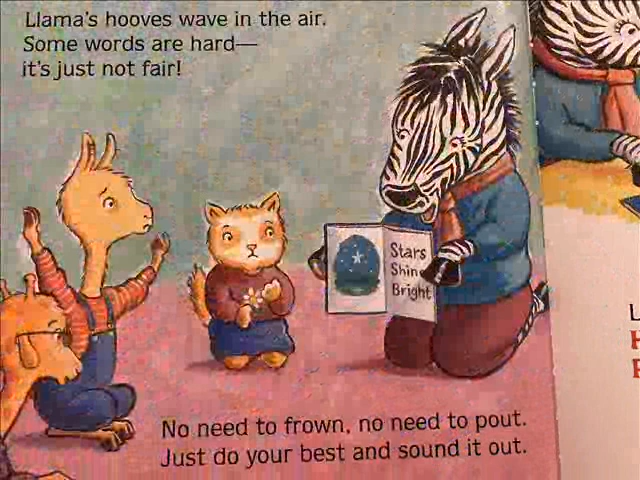 Llama's hooves wave in the air.
Some words are hard—
it's just not fair!
Stars
Shine
Bright
No need to frown, no need to pout.
Just do your best and sound it out.